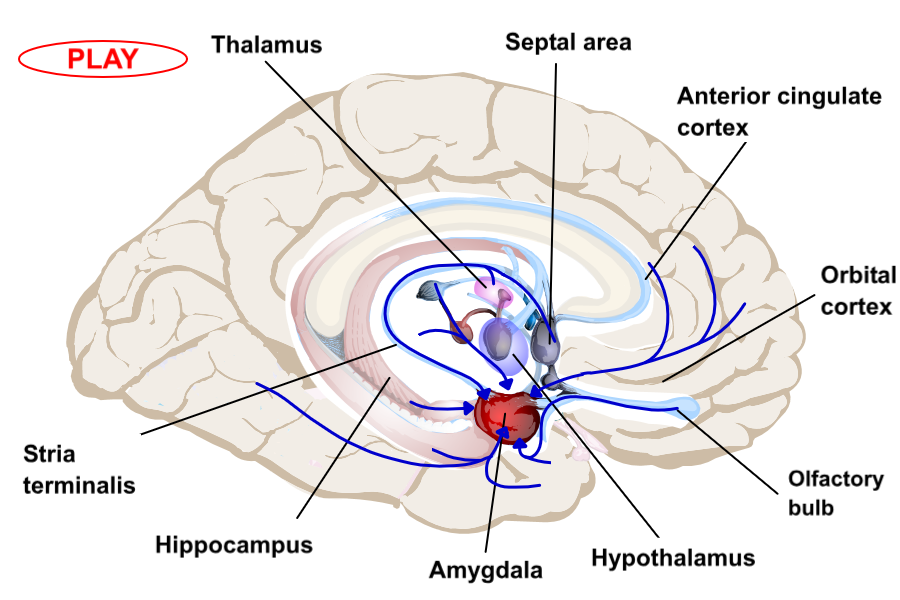 PLAY
Thalamus
Septal area
Anterior cingulate
cortex
Orbital
cortex
Stria
terminalis
Olfactory
bulb
Hippocampus
Amygdala
Hypothalamus